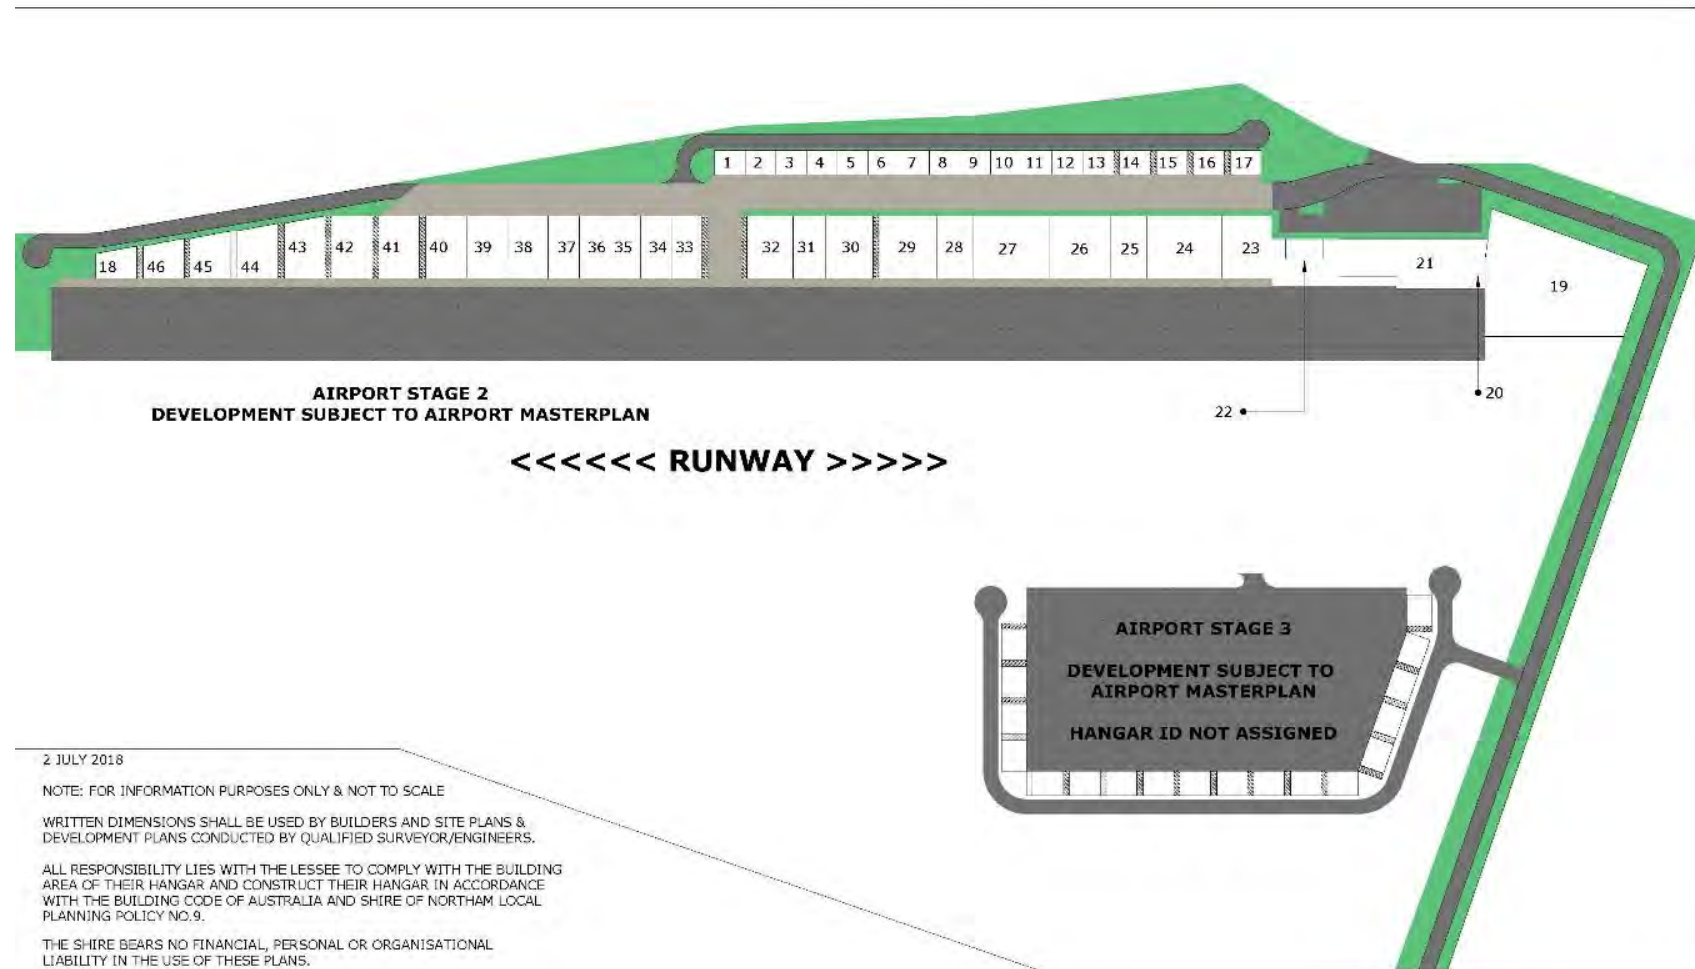 1 2 3 4 5 6 7 8 9 10 11 12 13 14 15 16 17
43 42 41 40 39 38 37 36 35 34 33 32 31 30 29 28 27 26 25 24 23
18 46 45 44 21
19
AIRPORT STAGE 2
DEVELOPMENT SUBJECT TO AIRPORT MASTERPLAN
22 20
<<<<<< RUNWAY >>>>>
AIRPORT STAGE 3
DEVELOPMENT SUBJECT TO
AIRPORT MASTERPLAN
HANGAR ID NOT ASSIGNED
2 JULY 2018
NOTE: FOR INFORMATION PURPOSES ONLY & NOT TO SCALE
WRITTEN DIMENSIONS SHALL BE USED BY BUILDERS AND SITE PLANS &
DEVELOPMENT PLANS CONDUCTED BY QUALIFIED SURVEYOR/ENGINEERS.
ALL RESPONSIBILITY LIES WITH THE LESSEE TO COMPLY WITH THE BUILDING
AREA OF THEIR HANGAR AND CONSTRUCT THEIR HANGAR IN ACCORDANCE
WITH THE BUILDING CODE OF AUSTRALIA AND SHIRE OF NORTHAM LOCAL
PLANNING POLICY NO.9.
THE SHIRE BEARS NO FINANCIAL, PERSONAL OR ORGANISATIONAL
LIABILITY IN THE USE OF THESE PLANS.